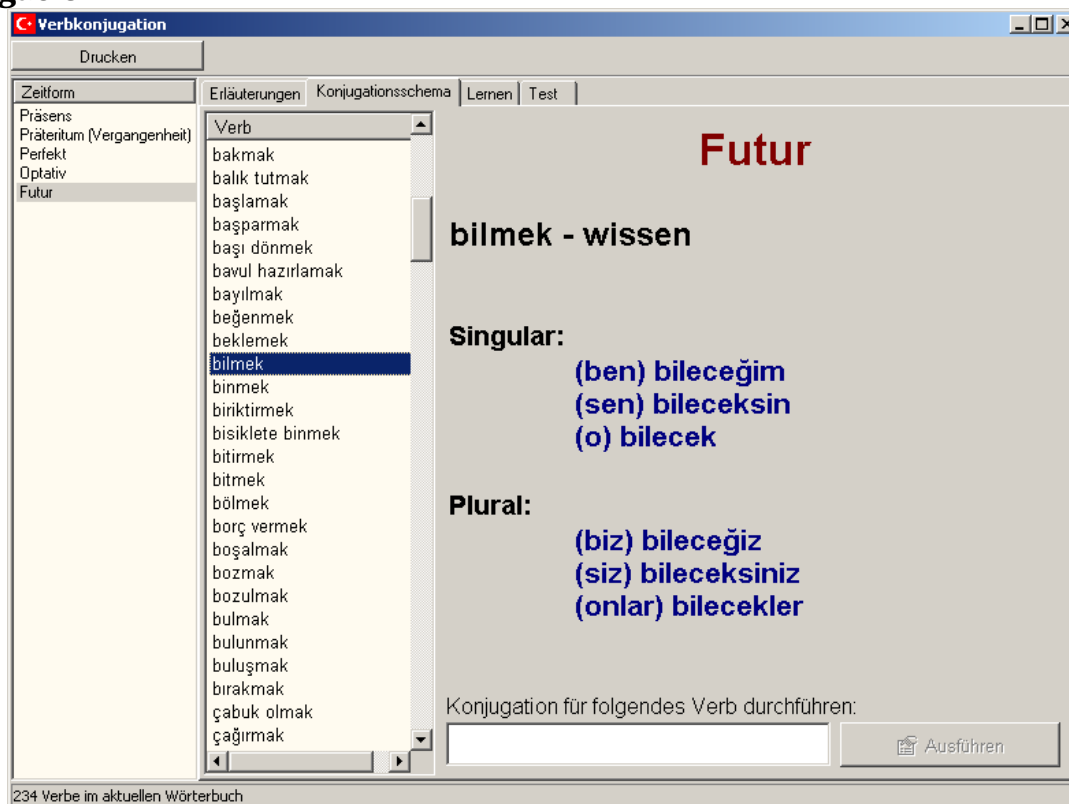 Verbkonjugation
Drucken
Zeitform
Präsens
Präteritum (Vergangenheit)
Perfekt
Optativ
Futur
Erläuterungen Konjugationsschema Lernen Test
Verb
bakmak
balık tutmak
başlamak
başparmak
başı dönmek
bavul hazırlamak
bayılmak
beğenmek
beklemek
bilmek
binmek
biriktirmek
bisiklete binmek
bitirmek
bitmek
bölmek
borç vermek
boşalmak
bozmak
bozulmak
bulmak
bulunmak
buluşmak
bırakmak
çabuk olmak
çağırmak
Futur
bilmek - wissen
Singular:
(ben) bileceğim
(sen) bileceksin
(o) bilecek
Plural:
(biz) bileceğiz
(siz) bileceksiniz
(onlar) bilecekler
Konjugation für folgendes Verb durchführen:
Ausführen
234 Verbe im aktuellen Wörterbuch